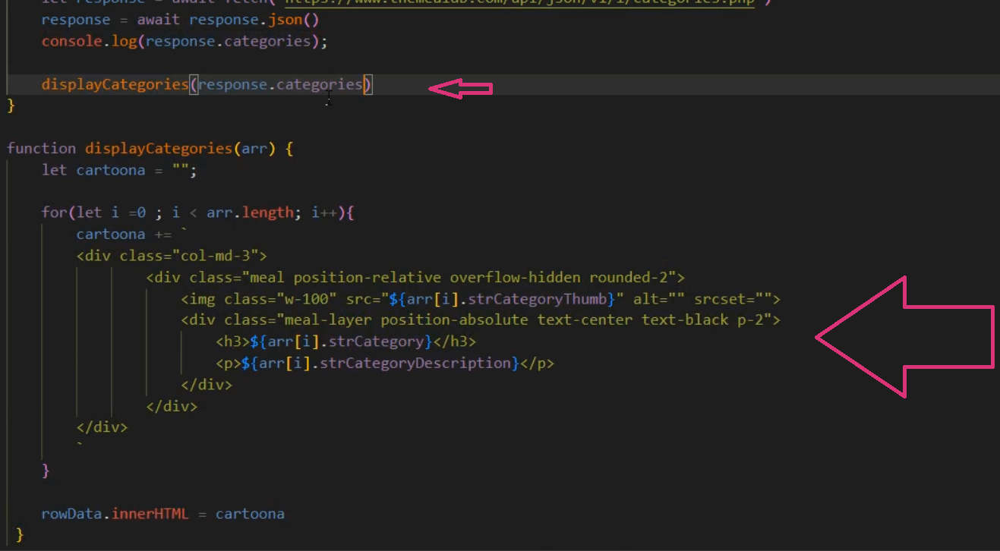 let response = await fetch(`https://www.themealdb.com/api/json/v1/1/categories.php`)
response = await response.json()
console.log(response.categories);
displayCategories(response.categories)
}
function displayCategories(arr) {
let cartoona = "";
for(let i =0 ; i < arr.length; i++){
cartoona += `
<div class="col-md-3">
<div class="meal position-relative overflow-hidden rounded-2">
<img class="w-100" src="${arr[i].strCategoryThumb}" alt="" srcset="">
<div class="meal-layer position-absolute text-center text-black p-2">
<h3>${arr[i].strCategory}</h3>
<p>${arr[i].strCategoryDescription}</p>
</div>
</div>
</div>
`
}
rowData.innerHTML = cartoona
}